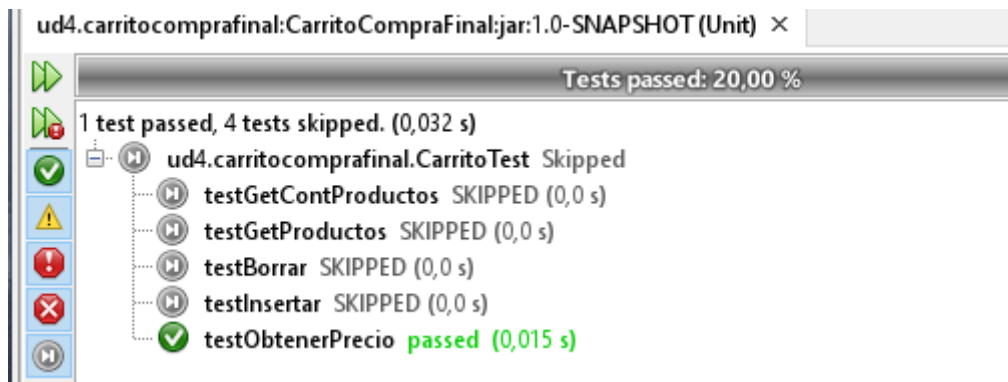 ud4.carritocomprafinal:CarritoCompraFinal:jar:1.0-SNAPSHOT (Unit) ×
Tests passed: 20,00 %
1 test passed, 4 tests skipped. (0,032 s)
ud4.carritocomprafinal.CarritoTest Skipped
testGetContProductos SKIPPED (0,0 s)
testGetProductos SKIPPED (0,0 s)
testBorrar SKIPPED (0,0 s)
testInsertar SKIPPED (0,0 s)
testObtenerPrecio passed (0,015 s)